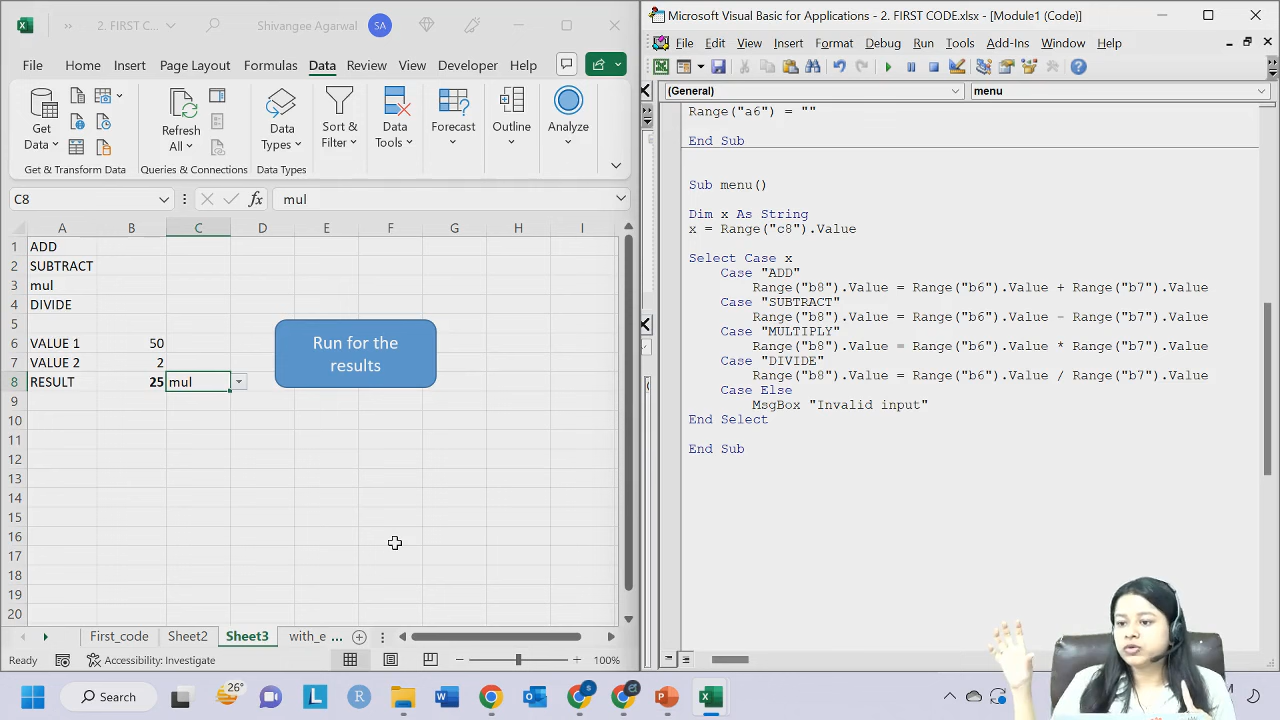 2. FIRST C...
Shivangee Agarwal
SA
File Home Insert Page Layout Formulas Data Review View Developer Help
Get Data
Refresh All
Data Types
Sort & Filter
Data Tools
Forecast
Outline
Analyze
Get & Transform Data
Queries & Connections
Data Types
C8
fx
mul
A B C D E F G H I
1 ADD
2 SUBTRACT
3 mul
4 DIVIDE
5
6 VALUE 1 50
7 VALUE 2 2
8 RESULT 25 mul
9
10
11
12
13
14
15
16
17
18
19
20
Run for the
results
First_code Sheet2 Sheet3 with_e ...
Ready
Accessibility: Investigate
100%
Microsoft Visual Basic for Applications - 2. FIRST CODE.xlsx - [Module1 (Code)]
File Edit View Insert Format Debug Run Tools Add-Ins Window Help
(General)
menu
Range("a6") = ""
End Sub
Sub menu()
Dim x As String
x = Range("c8").Value
Select Case x
Case "ADD"
Range("b8").Value = Range("b6").Value + Range("b7").Value
Case "SUBTRACT"
Range("b8").Value = Range("b6").Value - Range("b7").Value
Case "MULTIPLY"
Range("b8").Value = Range("b6").Value * Range("b7").Value
Case "DIVIDE"
Range("b8").Value = Range("b6").Value / Range("b7").Value
Case Else
MsgBox "Invalid input"
End Select
End Sub
Search
26°